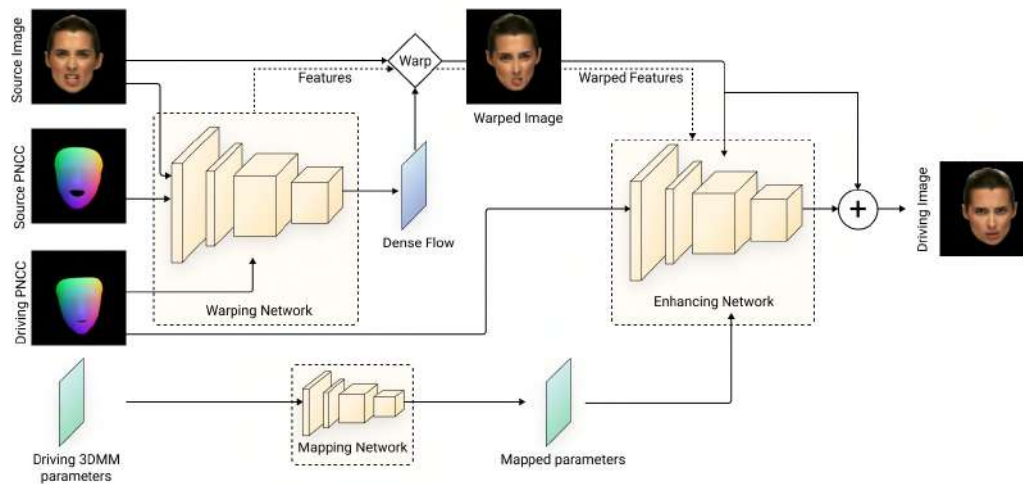 Source Image
Source PNCC
Driving PNCC
Features
Warp
Warped Image
Warped Features
Dense Flow
Warping Network
Enhancing Network
+
Driving Image
Driving 3DMM
parameters
Mapping Network
Mapped parameters